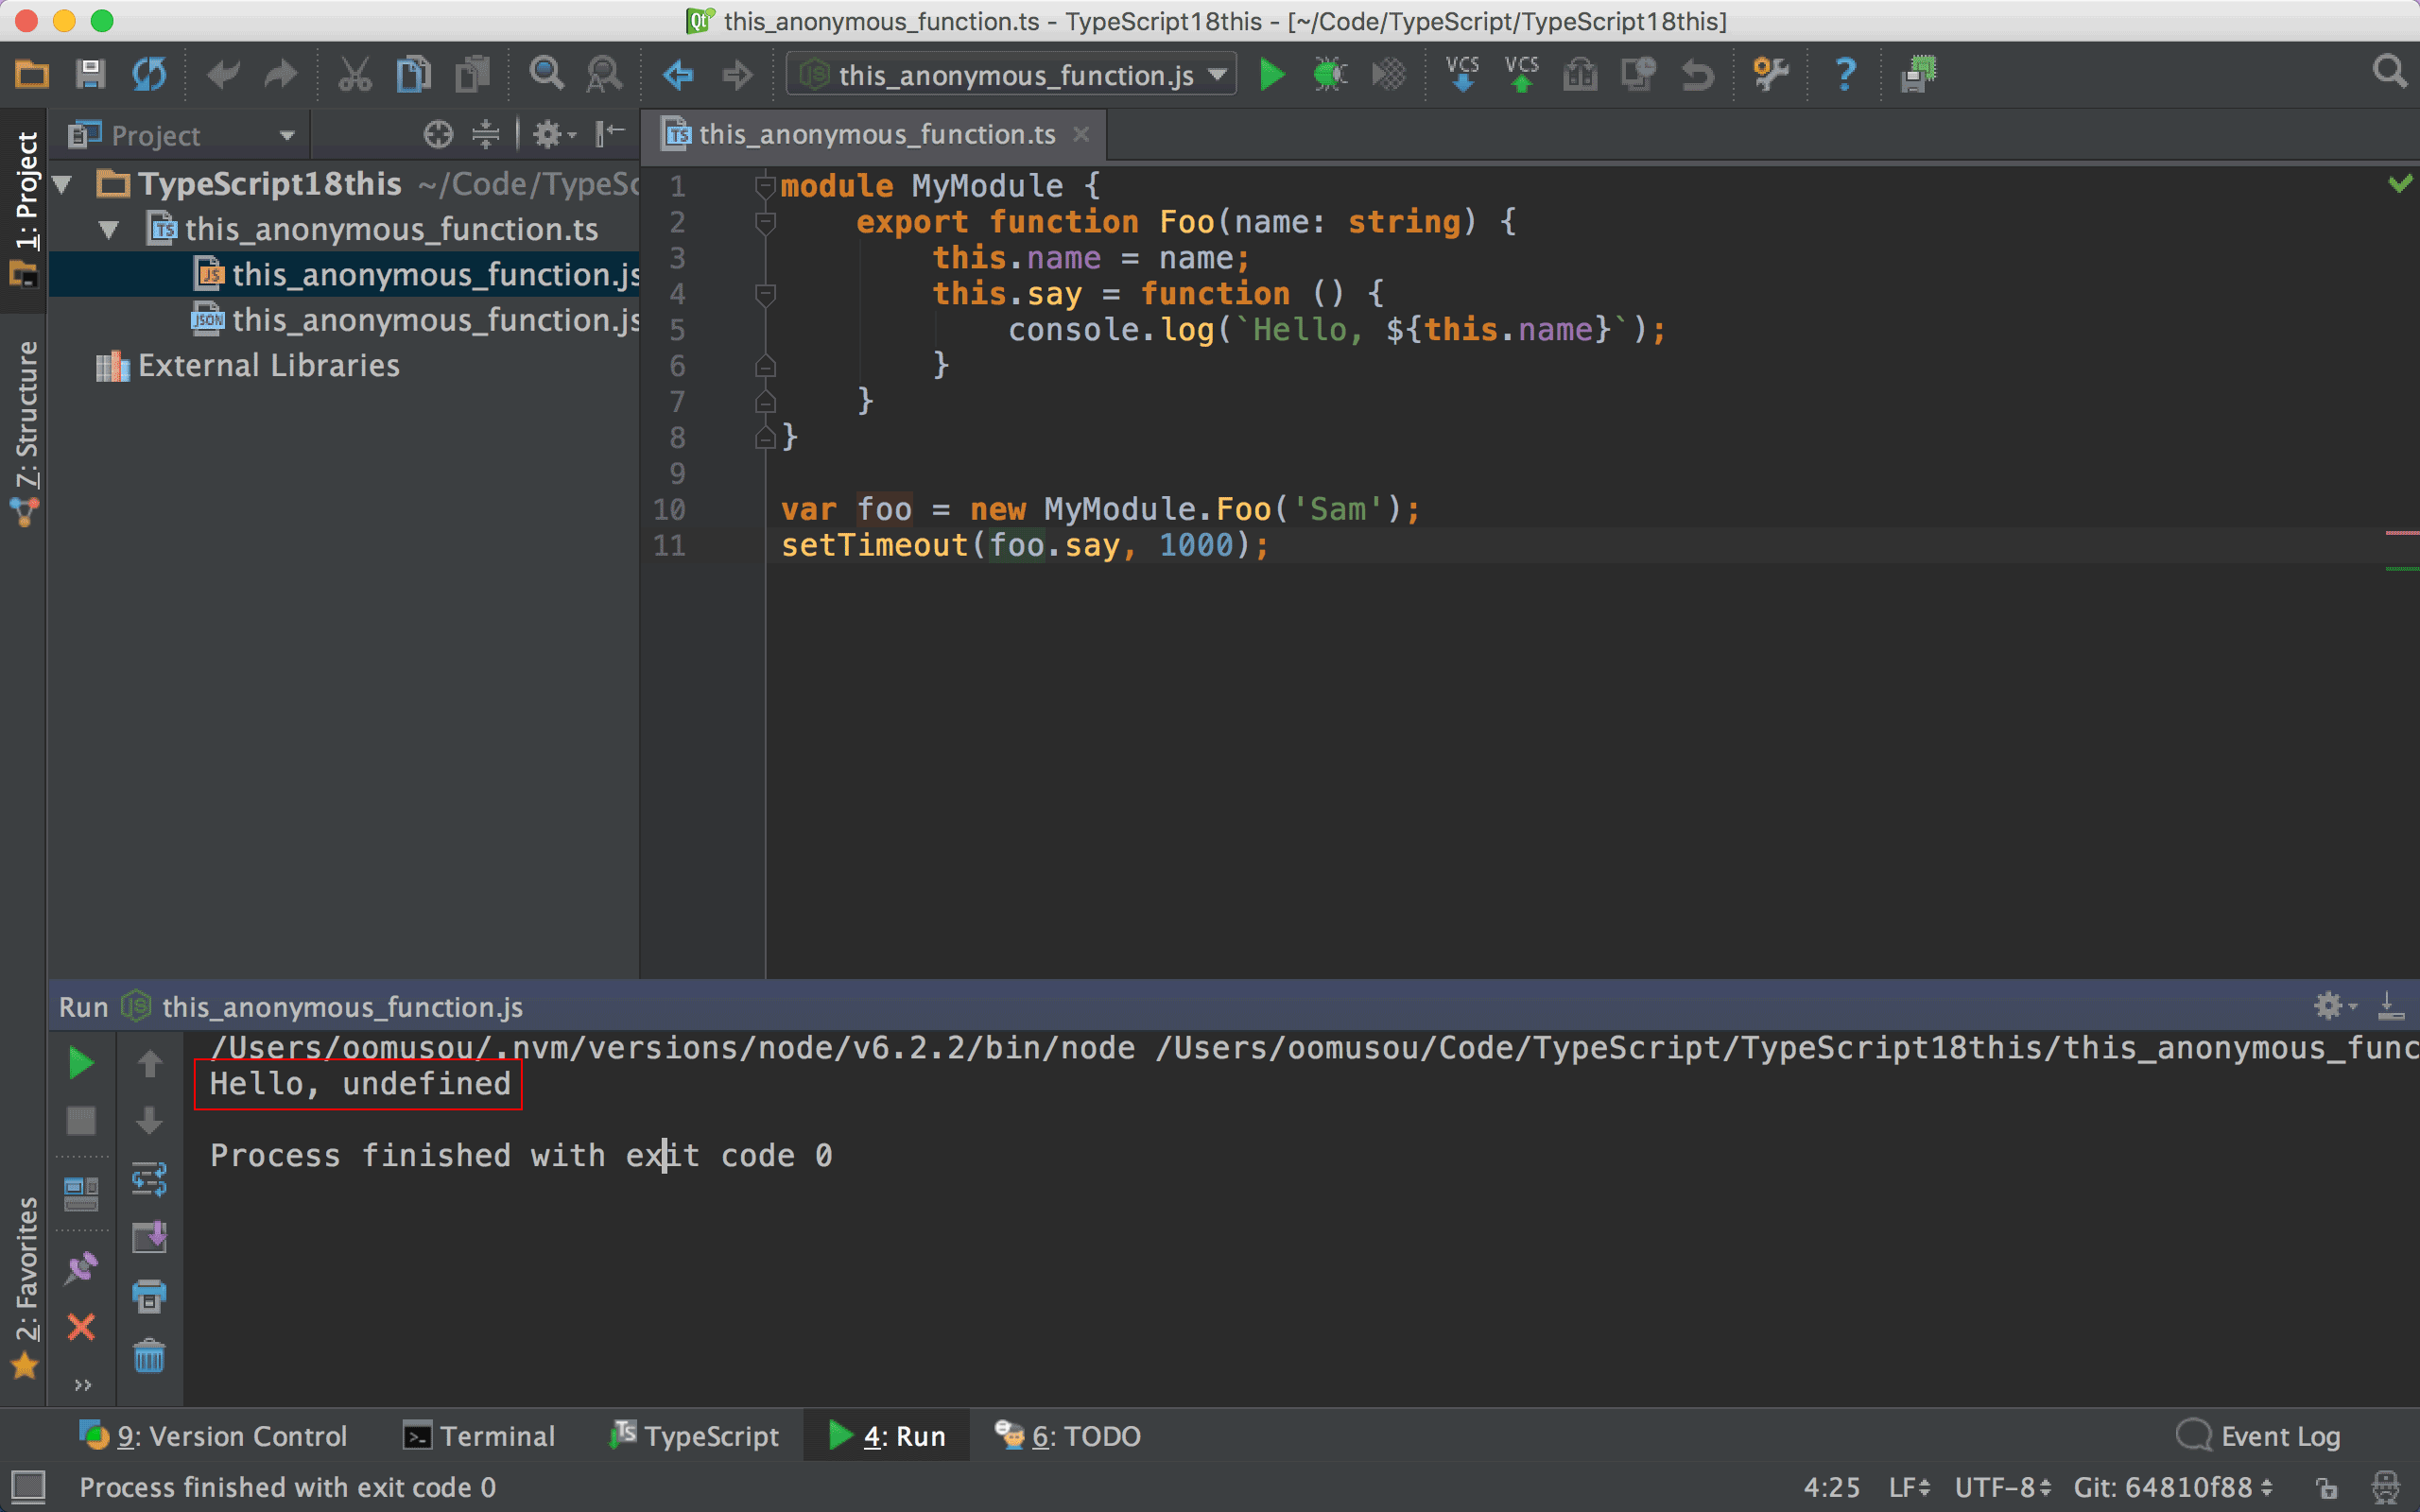 this_anonymous_function.ts - TypeScript18this - [~/Code/TypeScript/TypeScript18this]
this_anonymous_function.js
VCS
VCS
1: Project
7: Structure
2: Favorites
Project
TypeScript18this ~/Code/TypeSc
this_anonymous_function.ts
this_anonymous_function.js
this_anonymous_function.js
External Libraries
this_anonymous_function.ts
1 module MyModule {
2 export function Foo(name: string) {
3 this.name = name;
4 this.say = function () {
5 console.log(`Hello, ${this.name}`);
6 }
7 }
8 }
9
10 var foo = new MyModule.Foo('Sam');
11 setTimeout(foo.say, 1000);
Run this_anonymous_function.js
/Users/oomusou/.nvm/versions/node/v6.2.2/bin/node /Users/oomusou/Code/TypeScript/TypeScript18this/this_anonymous_func
Hello, undefined
Process finished with exit code 0
9: Version Control Terminal TypeScript 4: Run 6: TODO Event Log
Process finished with exit code 0 4:25 LF UTF-8 Git: 64810f88